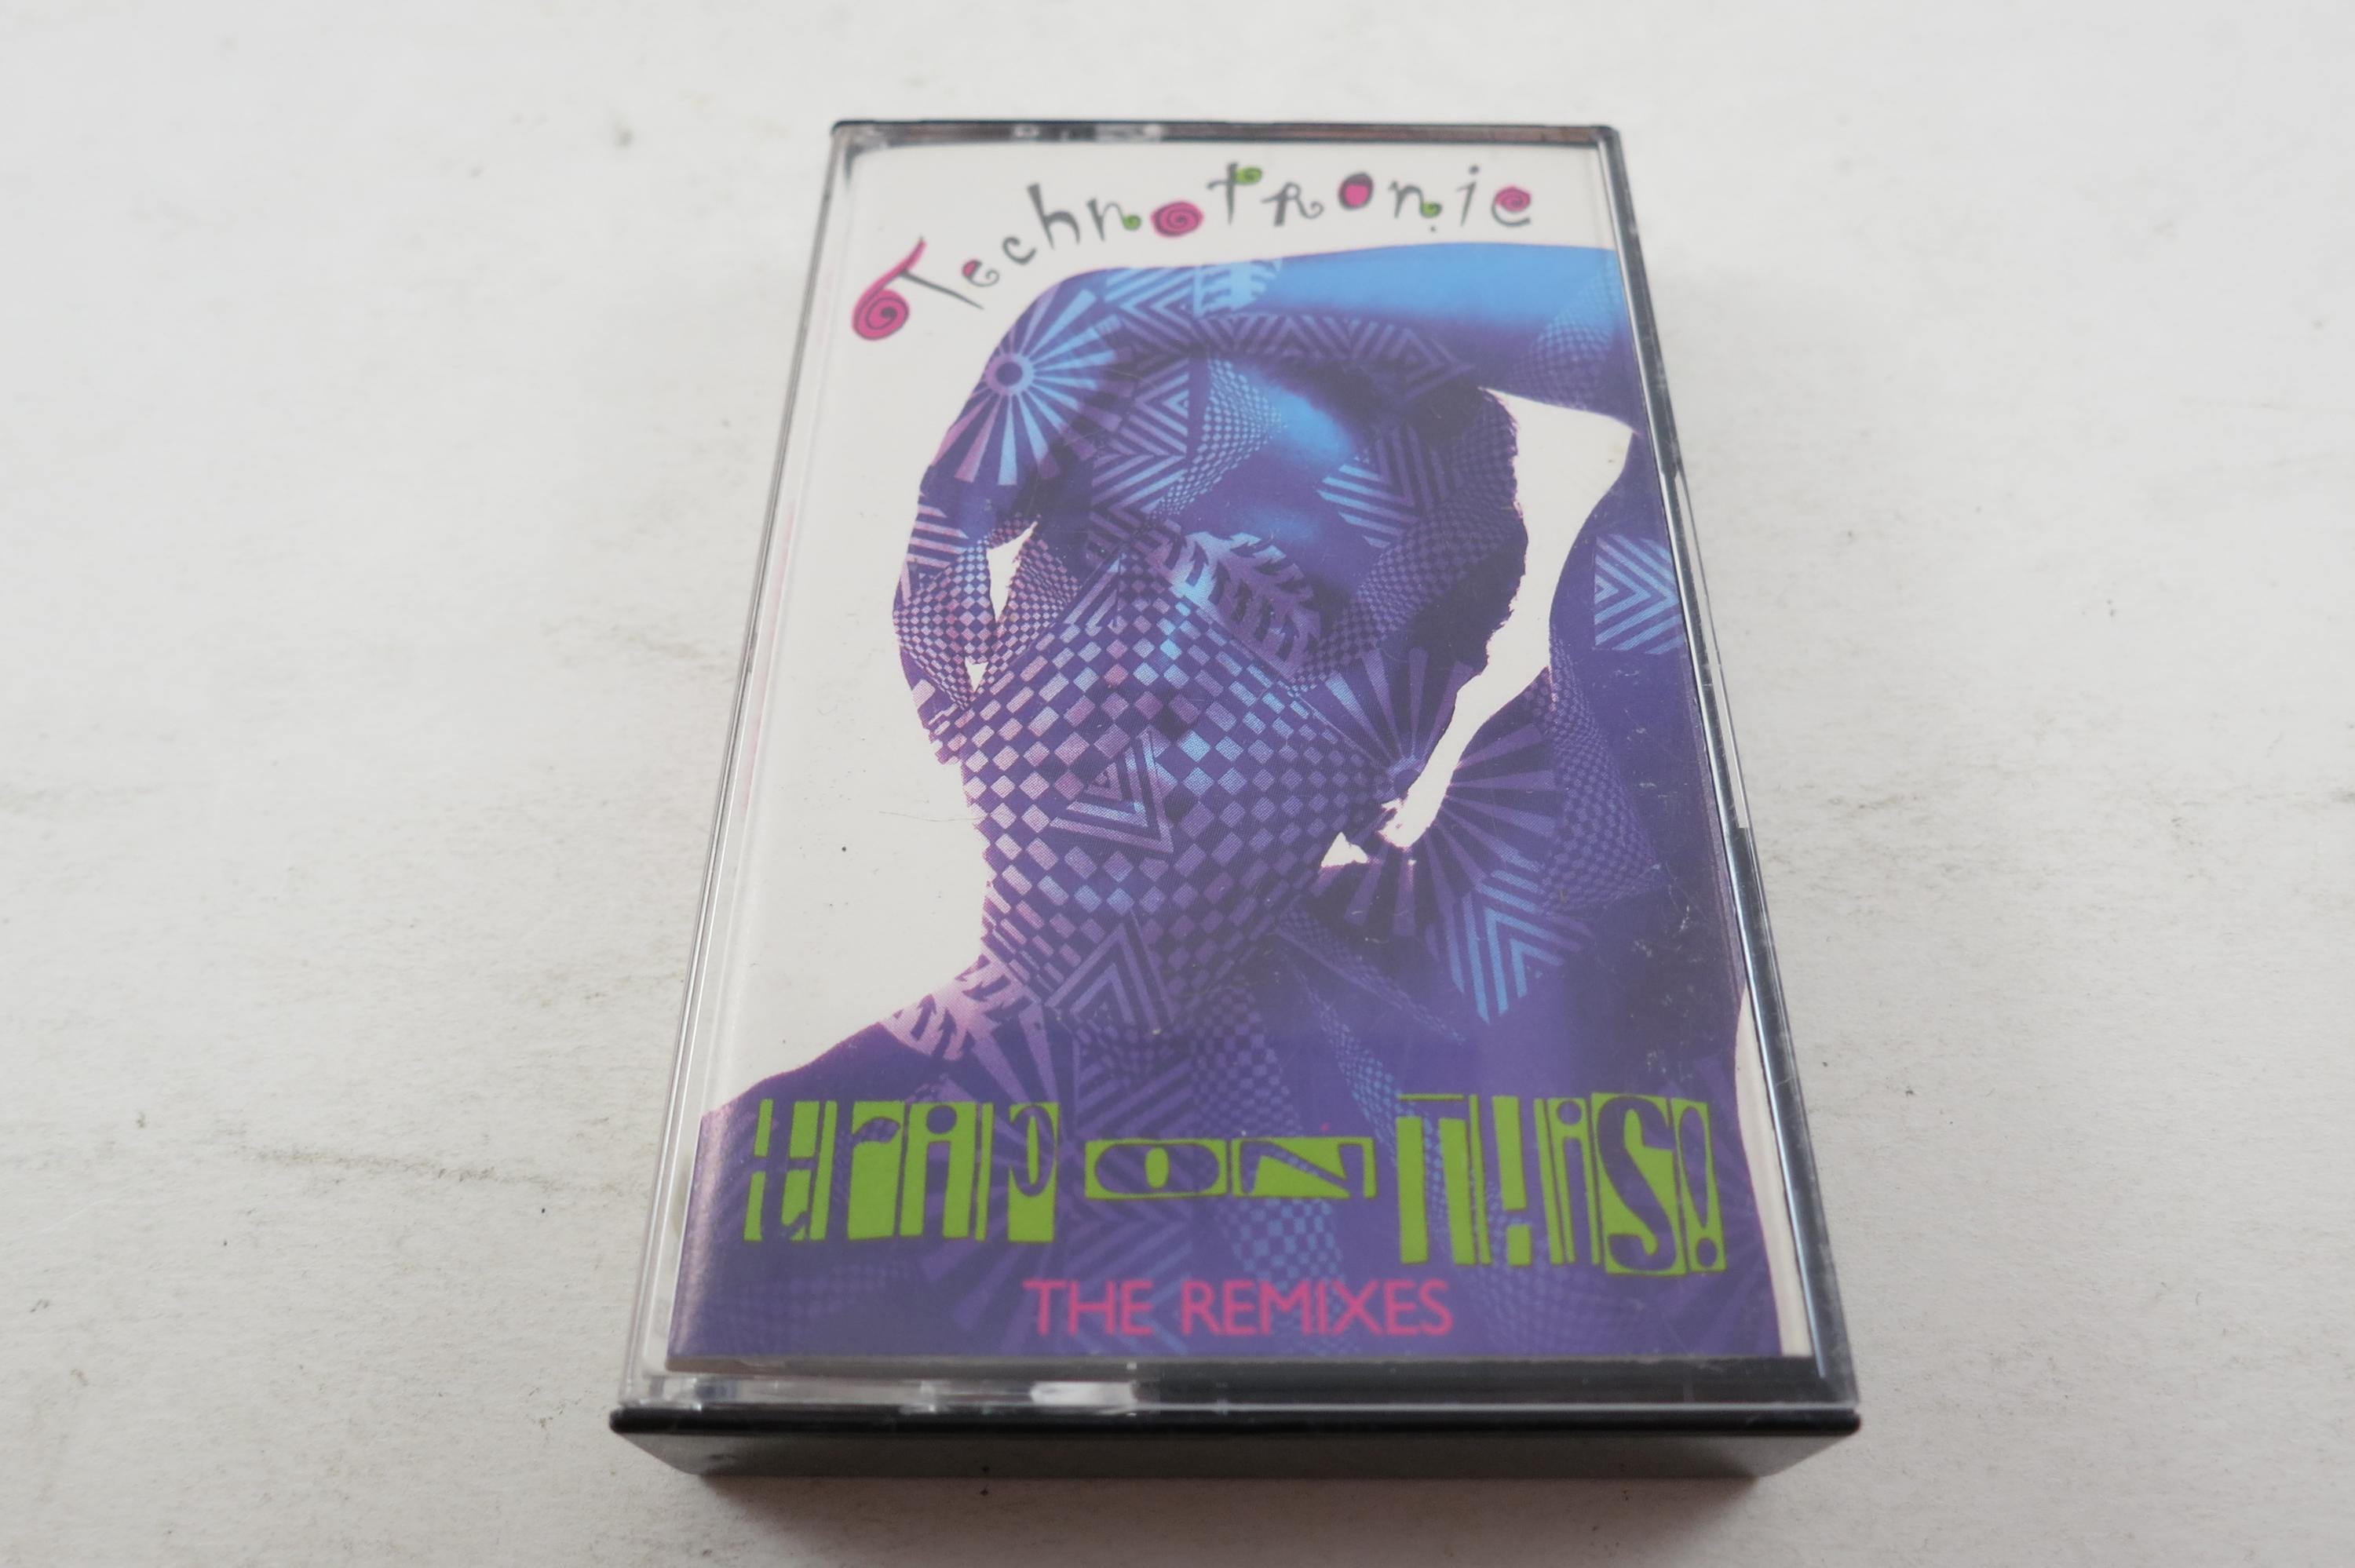 Technotronic
trip on THiS!
THE REMIXES